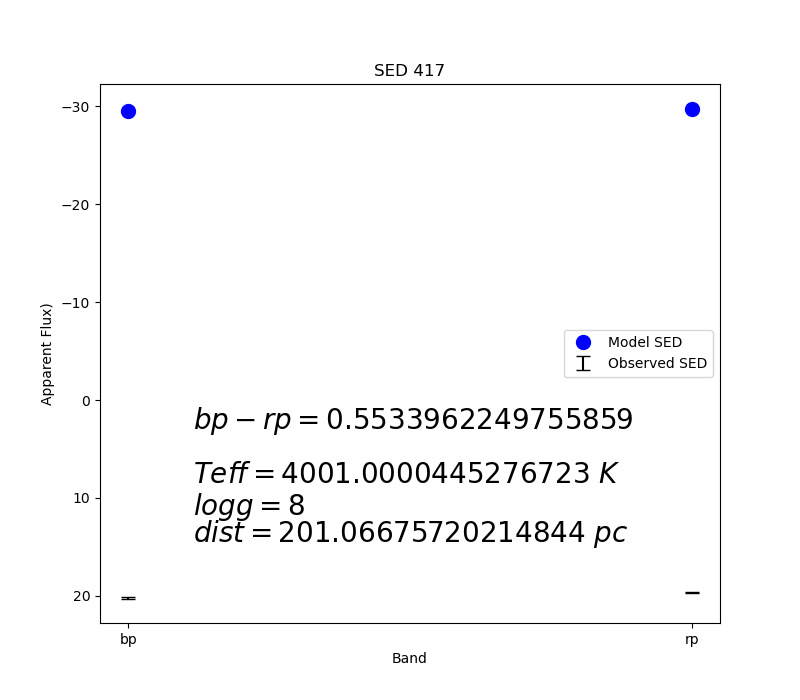 SED 417
−30
−20
−10
0
10
20
Apparent Flux)
Model SED
Observed SED
bp − rp = 0.5533962249755859
Teff = 4001.0000445276723 K
logg = 8
dist = 201.06675720214844 pc
bp
rp
Band